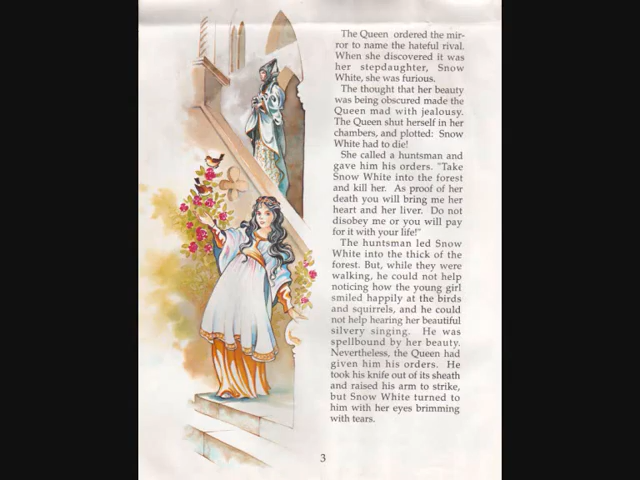 The Queen ordered the mir-
ror to name the hateful rival.
When she discovered it was
her stepdaughter, Snow
White, she was furious.
The thought that her beauty
was being obscured made the
Queen mad with jealousy.
The Queen shut herself in her
chambers, and plotted: Snow
White had to die!
She called a huntsman and
gave him his orders. "Take
Snow White into the forest
and kill her. As proof of her
death you will bring me her
heart and her liver. Do not
disobey me or you will pay
for it with your life!"
The huntsman led Snow
White into the thick of the
forest. But, while they were
walking, he could not help
noticing how the young girl
smiled happily at the birds
and squirrels, and he could
not help hearing her beautiful
silvery singing. He was
spellbound by her beauty.
Nevertheless, the Queen had
given him his orders. He
took his knife out of its sheath
and raised his arm to strike,
but Snow White turned to
him with her eyes brimming
with tears.
3